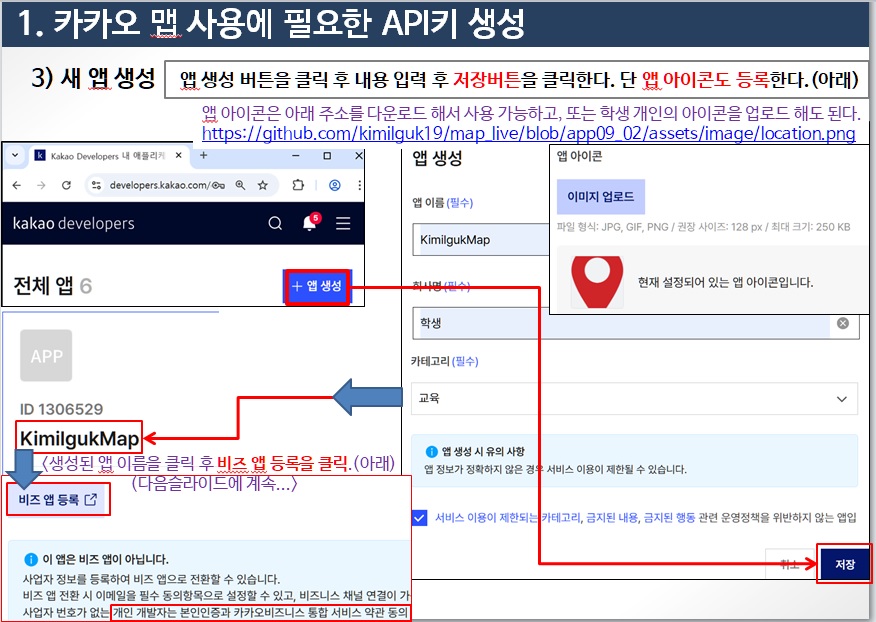 1. 카카오 맵 사용에 필요한 API키 생성
3) 새 앱 생성
앱 생성 버튼을 클릭 후 내용 입력 후 저장버튼을 클릭한다. 단 앱 아이콘도 등록한다.(아래)
앱 아이콘은 아래 주소를 다운로드 해서 사용 가능하고, 또는 학생 개인의 아이콘을 업로드 해도 된다.
https://github.com/kimilguk19/map_live/blob/app09_02/assets/image/location.png
Kakao Developers 내 애플리케
developers.kakao.com/
kakao developers
5
전체 앱 6
+ 앱 생성
앱 생성
앱 이름 (필수)
KimilgukMap
회사명 (필수)
학생
카테고리 (필수)
교육
앱 생성 시 유의 사항
앱 정보가 정확하지 않은 경우 서비스 이용이 제한될 수 있습니다.
서비스 이용이 제한되는 카테고리, 금지된 내용, 금지된 행동 관련 운영정책을 위반하지 않는 앱입
취소
저장
앱 아이콘
이미지 업로드
파일 형식: JPG, GIF, PNG / 권장 사이즈: 128 px / 최대 크기: 250 KB
현재 설정되어 있는 앱 아이콘입니다.
APP
ID 1306529
KimilgukMap
〈생성된 앱 이름을 클릭 후 비즈 앱 등록을 클릭.(아래)
(다음슬라이드에 계속...〉
비즈 앱 등록
이 앱은 비즈 앱이 아닙니다.
사업자 정보를 등록하여 비즈 앱으로 전환할 수 있습니다.
비즈 앱 전환 시 이메일을 필수 동의항목으로 설정할 수 있고, 비즈니스 채널 연결이 가
사업자 번호가 없는 개인 개발자는 본인인증과 카카오비즈니스 통합 서비스 약관 동의